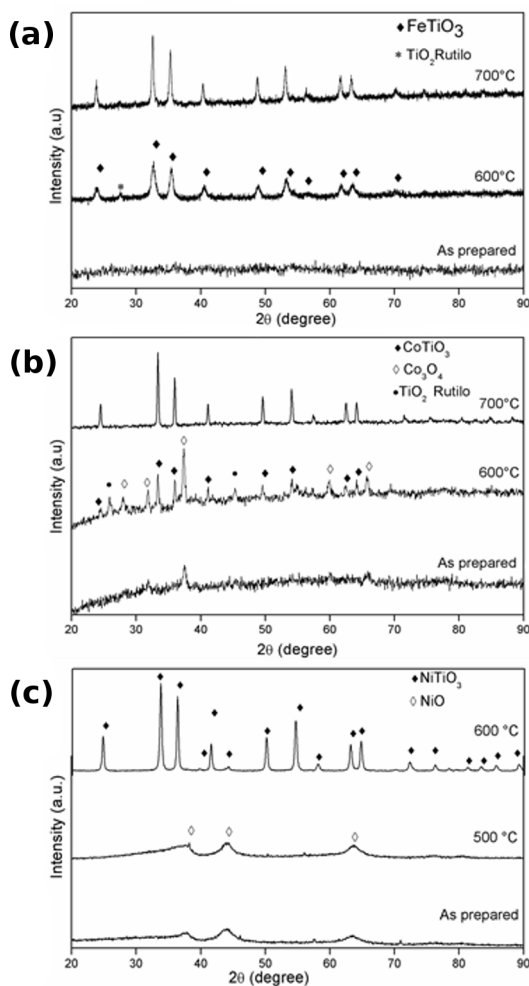 (a)
FeTiO3
TiO2Rutilo
700°C
600°C
As prepared
Intensity (a.u)
20 30 40 50 60 70 80 90
2θ (degree)
(b)
CoTiO3
Co3O4
TiO2 Rutilo
700°C
600°C
As prepared
Intensity (a.u)
20 30 40 50 60 70 80 90
2θ (degree)
(c)
NiTiO3
NiO
600 °C
500 °C
As prepared
Intensity (a.u.)
20 30 40 50 60 70 80 90
2θ (degree)